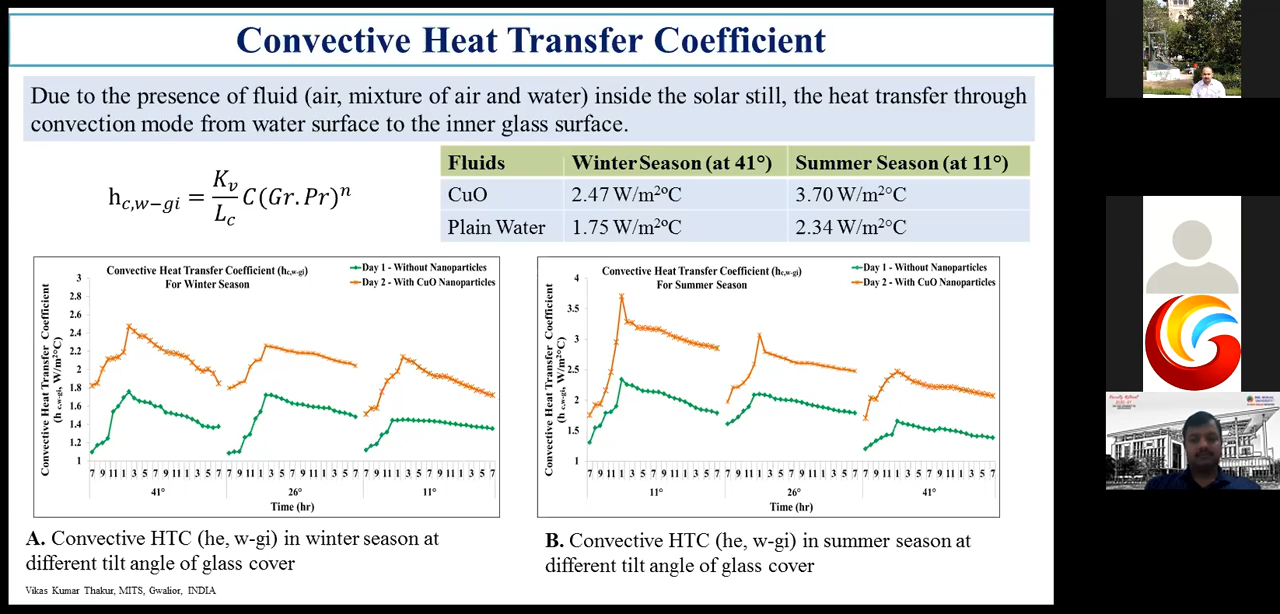 Convective Heat Transfer Coefficient
Due to the presence of fluid (air, mixture of air and water) inside the solar still, the heat transfer through
convection mode from water surface to the inner glass surface.
h_{c,w-gi} = \frac{K_v}{L_c} C(Gr.Pr)^n
Fluids Winter Season (at 41°) Summer Season (at 11°)
CuO 2.47 W/m²°C 3.70 W/m²°C
Plain Water 1.75 W/m²°C 2.34 W/m²°C
Convective Heat Transfer Coefficient (hc,w-gi)
For Winter Season
Day 1 - Without Nanoparticles
Day 2 - With CuO Nanoparticles
Convective Heat Transfer Coefficient
(h c,w-gi, W/m²°C)
3
2.8
2.6
2.4
2.2
2
1.8
1.6
1.4
1.2
1
7 9 11 1 3 5 7 9 11 1 3 5 7 7 9 11 1 3 5 7 9 11 1 3 5 7 7 9 11 1 3 5 7 9 11 1 3 5 7
41° 26° 11°
Time (hr)
Convective Heat Transfer Coefficient (hc,w-gi)
For Summer Season
Day 1 - Without Nanoparticles
Day 2 - With CuO Nanoparticles
Convective Heat Transfer Coefficient
(h c,w-gi, W/m²°C)
4
3.5
3
2.5
2
1.5
1
7 9 11 1 3 5 7 9 11 1 3 5 7 7 9 11 1 3 5 7 9 11 1 3 5 7 7 9 11 1 3 5 7 9 11 1 3 5 7
11° 26° 41°
Time (hr)
A. Convective HTC (he, w-gi) in winter season at
different tilt angle of glass cover
B. Convective HTC (he, w-gi) in summer season at
different tilt angle of glass cover
Vikas Kumar Thakur, MITS, Gwalior, INDIA